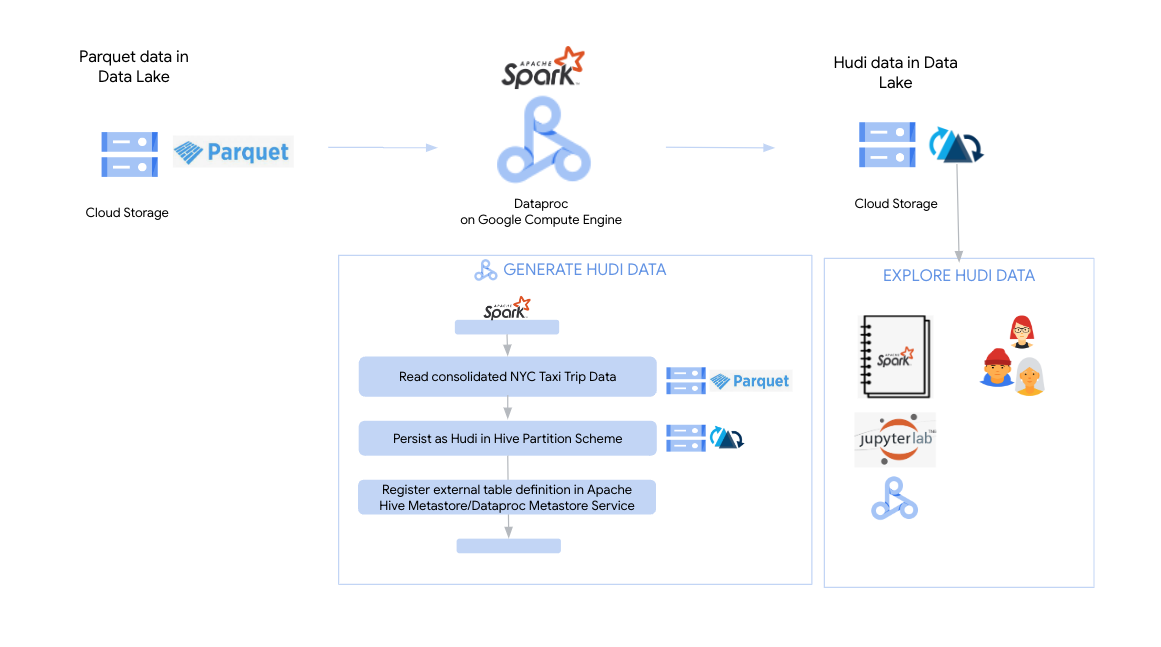 Parquet data in
Data Lake
APACHE
Spark™
Hudi data in Data
Lake
Parquet
Cloud Storage
Dataproc
on Google Compute Engine
Cloud Storage
GENERATE HUDI DATA
EXPLORE HUDI DATA
APACHE
Spark
Read consolidated NYC Taxi Trip Data
Parquet
Persist as Hudi in Hive Partition Scheme
Register external table definition in Apache
Hive Metastore/Dataproc Metastore Service
APACHE
Spark
jupyterlab™